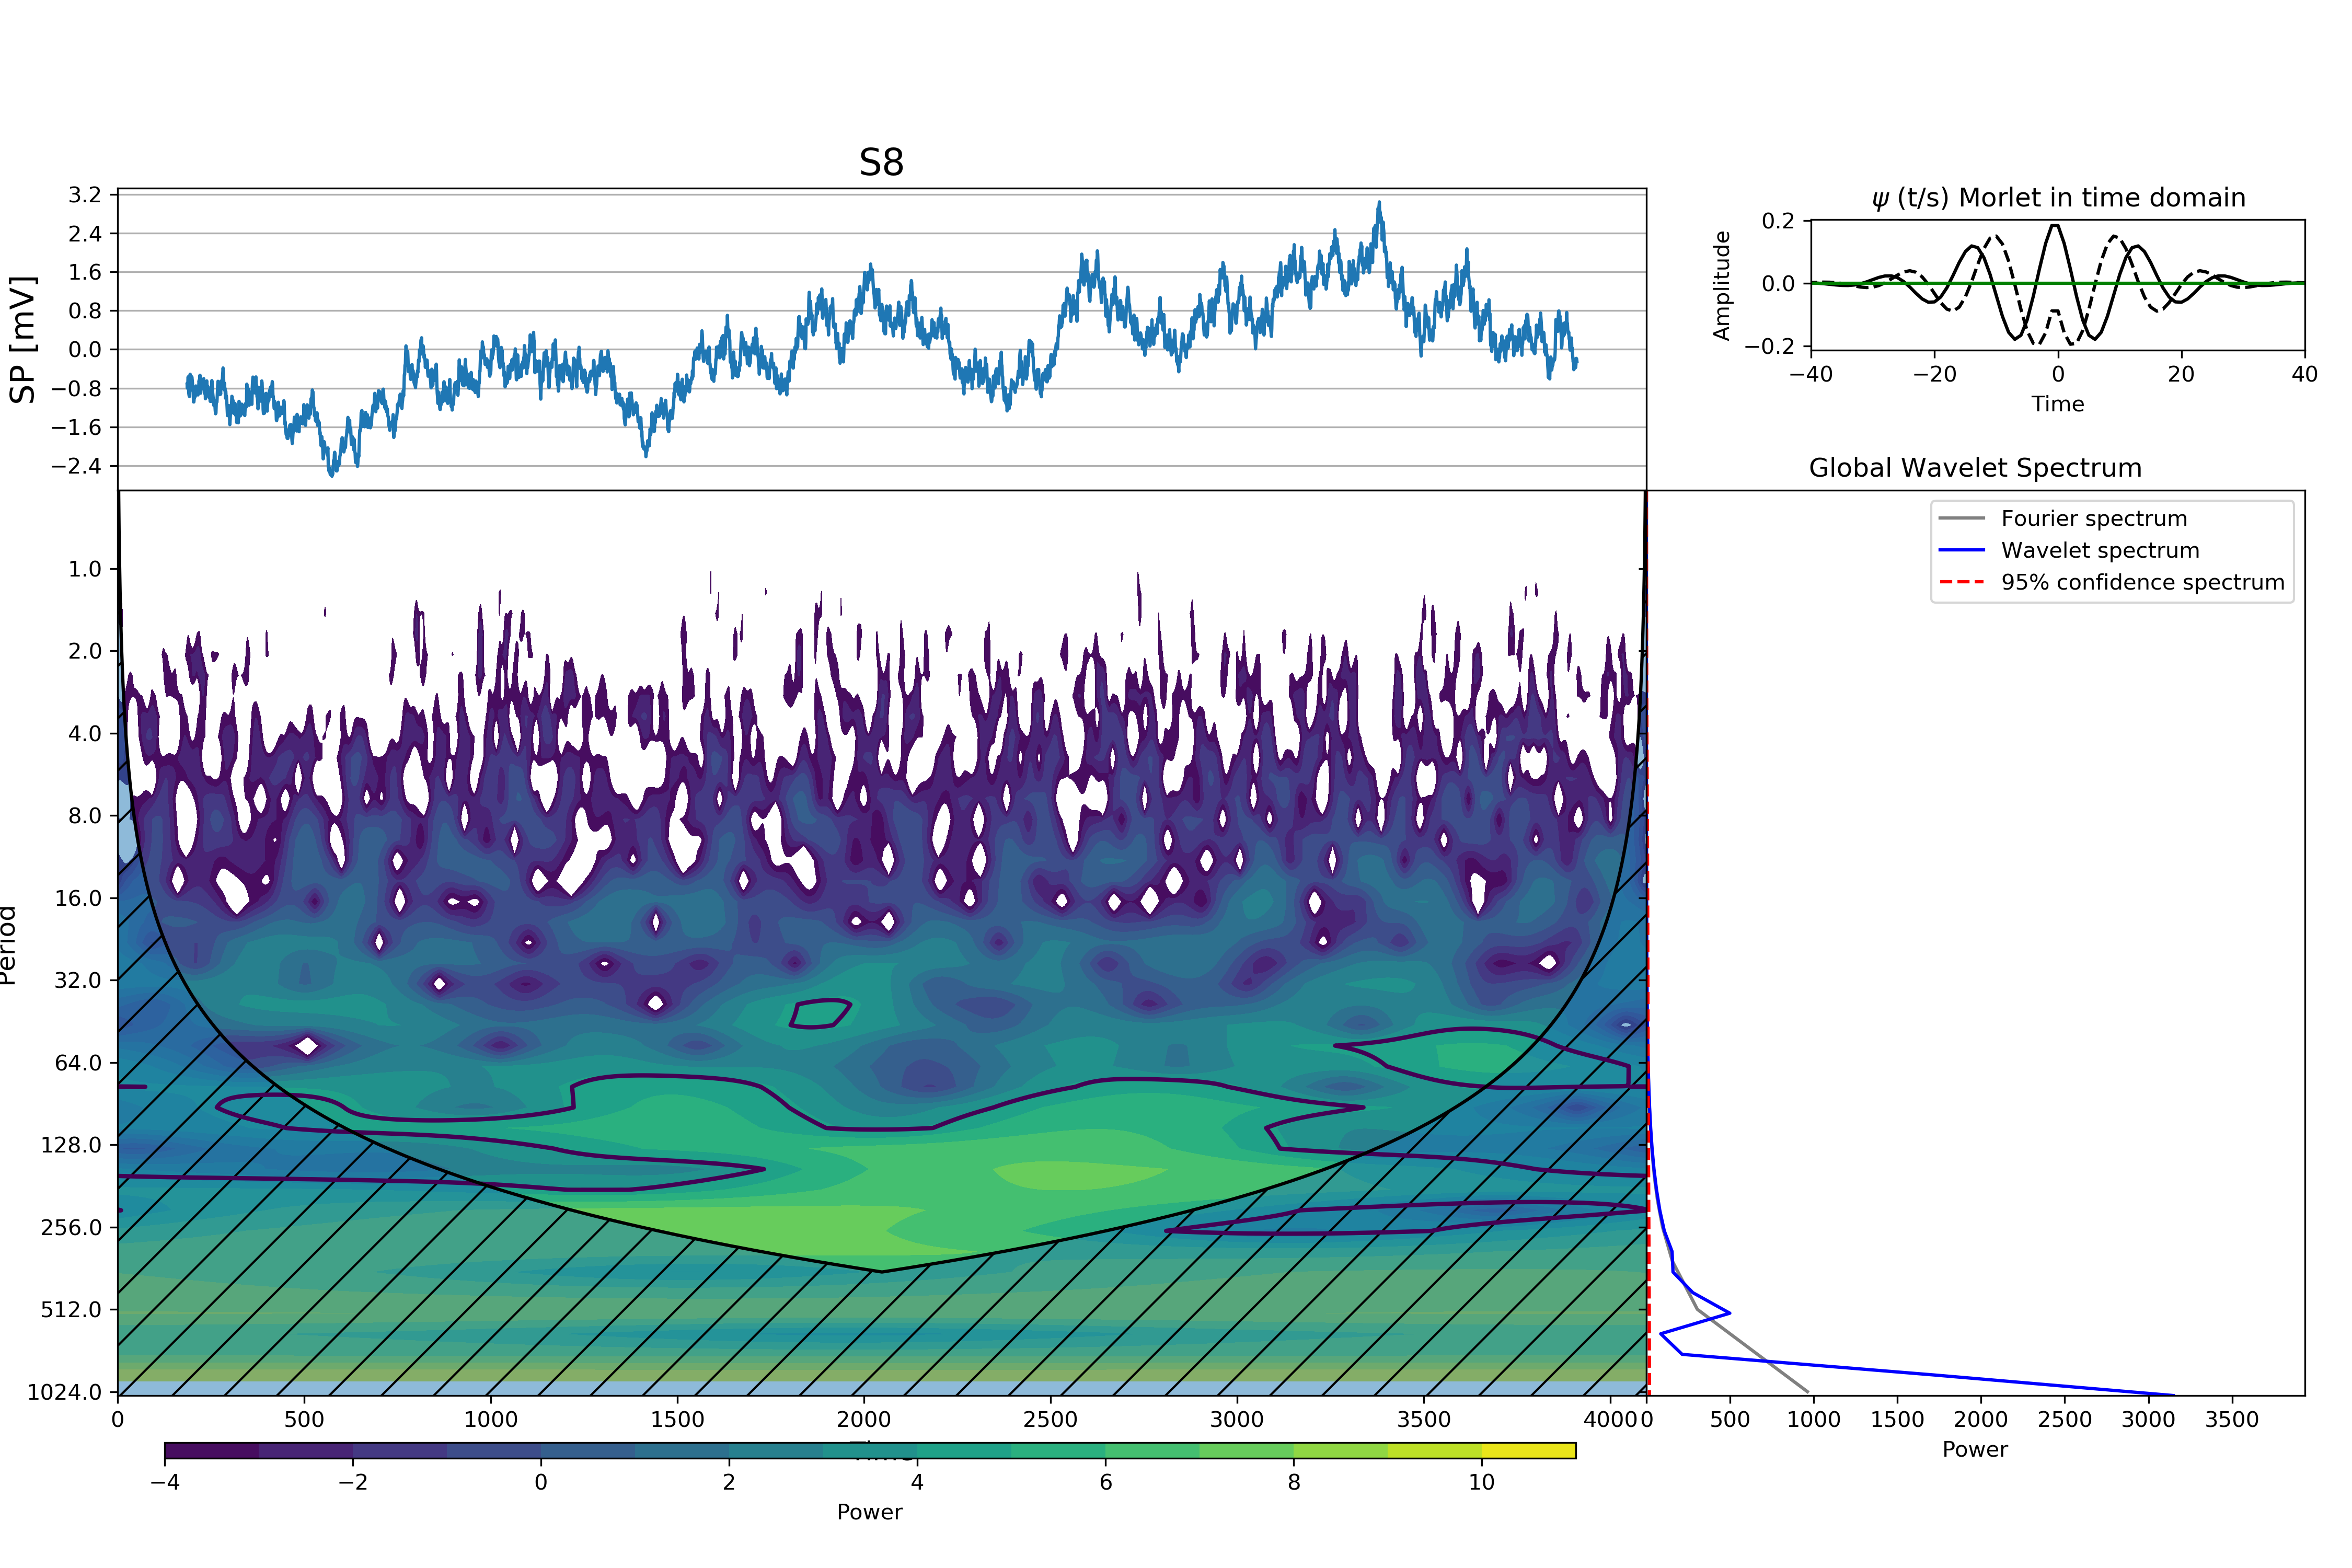 S8
SP [mV]
3.2
2.4
1.6
0.8
0.0
−0.8
−1.6
−2.4
ψ (t/s) Morlet in time domain
Amplitude
0.2
0.0
−0.2
−40 −20 0 20 40
Time
Period
1.0
2.0
4.0
8.0
16.0
32.0
64.0
128.0
256.0
512.0
1024.0
0 500 1000 1500 2000 2500 3000 3500 4000
Time
−4 −2 0 2 4 6 8 10
Power
Global Wavelet Spectrum
Fourier spectrum
Wavelet spectrum
95% confidence spectrum
0 500 1000 1500 2000 2500 3000 3500
Power